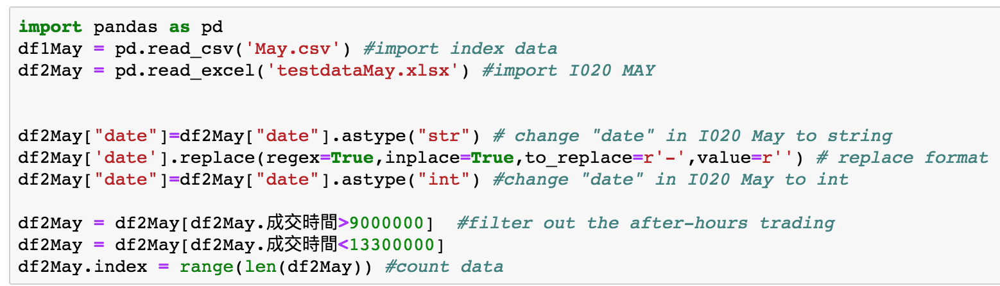 import pandas as pd
df1May = pd.read_csv('May.csv') #import index data
df2May = pd.read_excel('testdataMay.xlsx') #import I020 MAY
df2May["date"]=df2May["date"].astype("str") # change "date" in I020 May to string
df2May['date'].replace(regex=True,inplace=True,to_replace=r'-',value=r'') # replace format
df2May["date"]=df2May["date"].astype("int") #change "date" in I020 May to int
df2May = df2May[df2May.成交時間>9000000]  #filter out the after-hours trading
df2May = df2May[df2May.成交時間<13300000]
df2May.index = range(len(df2May)) #count data